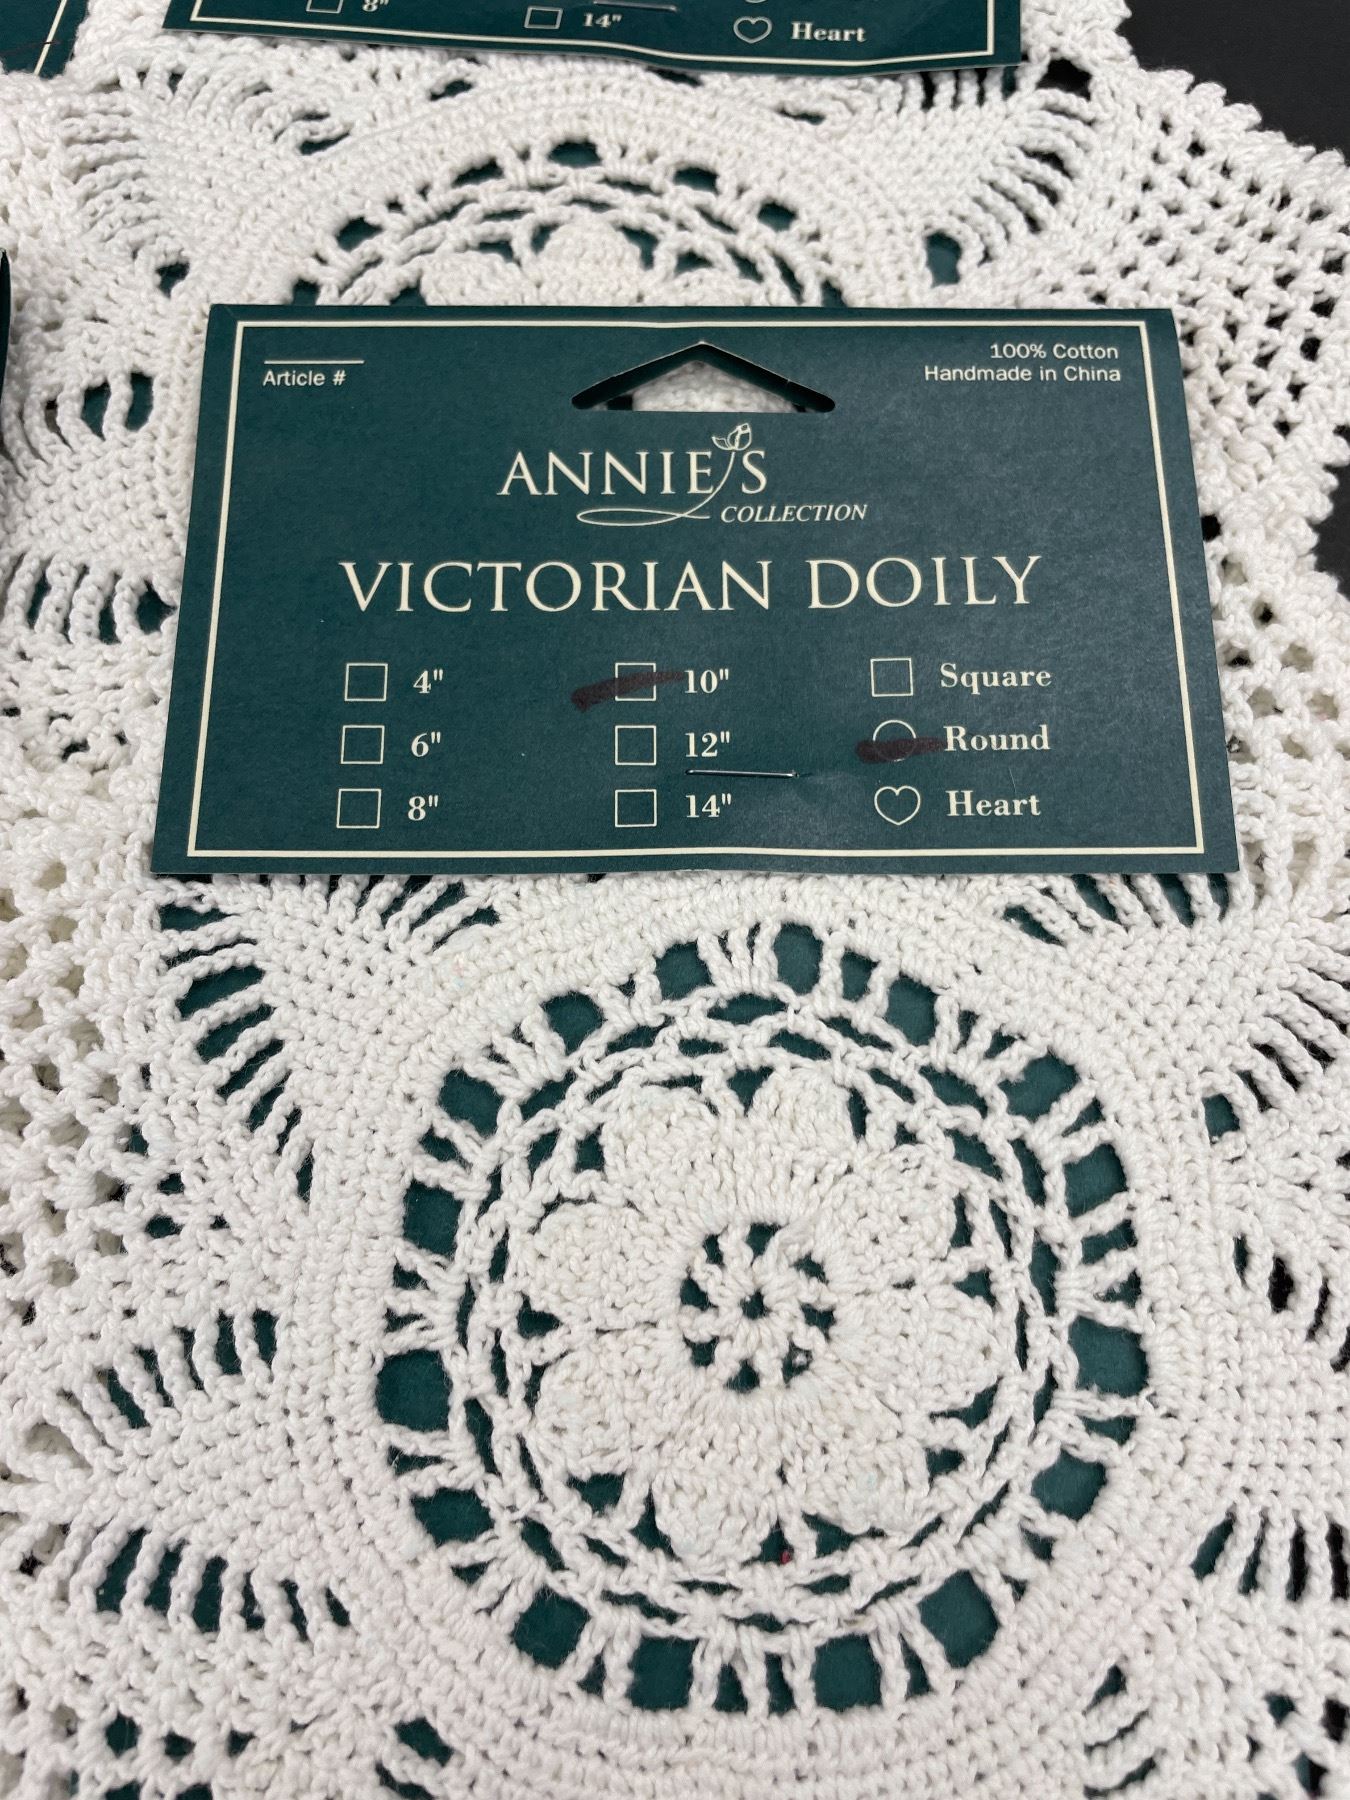 8"
14"
Heart
Article #
100% Cotton
Handmade in China
ANNIE'S
COLLECTION
VICTORIAN DOILY
4" 10" Square
6" 12" Round
8" 14" Heart